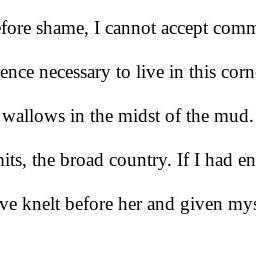 efore shame, I cannot accept comm
ence necessary to live in this corn
wallows in the midst of the mud.
nits, the broad country. If I had en
ve knelt before her and given mys